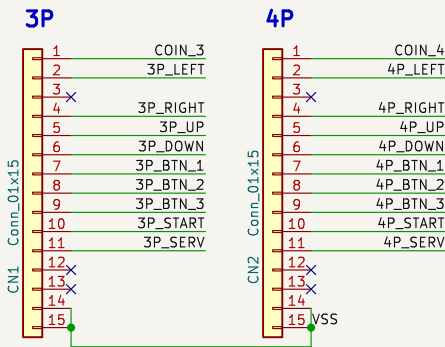 3P
4P
1 COIN_3
2 3P_LEFT
3
4 3P_RIGHT
5 3P_UP
6 3P_DOWN
7 3P_BTN_1
8 3P_BTN_2
9 3P_BTN_3
10 3P_START
11 3P_SERV
12
13
14
15
CN1
Conn_01x15
1 COIN_4
2 4P_LEFT
3
4 4P_RIGHT
5 4P_UP
6 4P_DOWN
7 4P_BTN_1
8 4P_BTN_2
9 4P_BTN_3
10 4P_START
11 4P_SERV
12
13
14
15 VSS
CN2
Conn_01x15